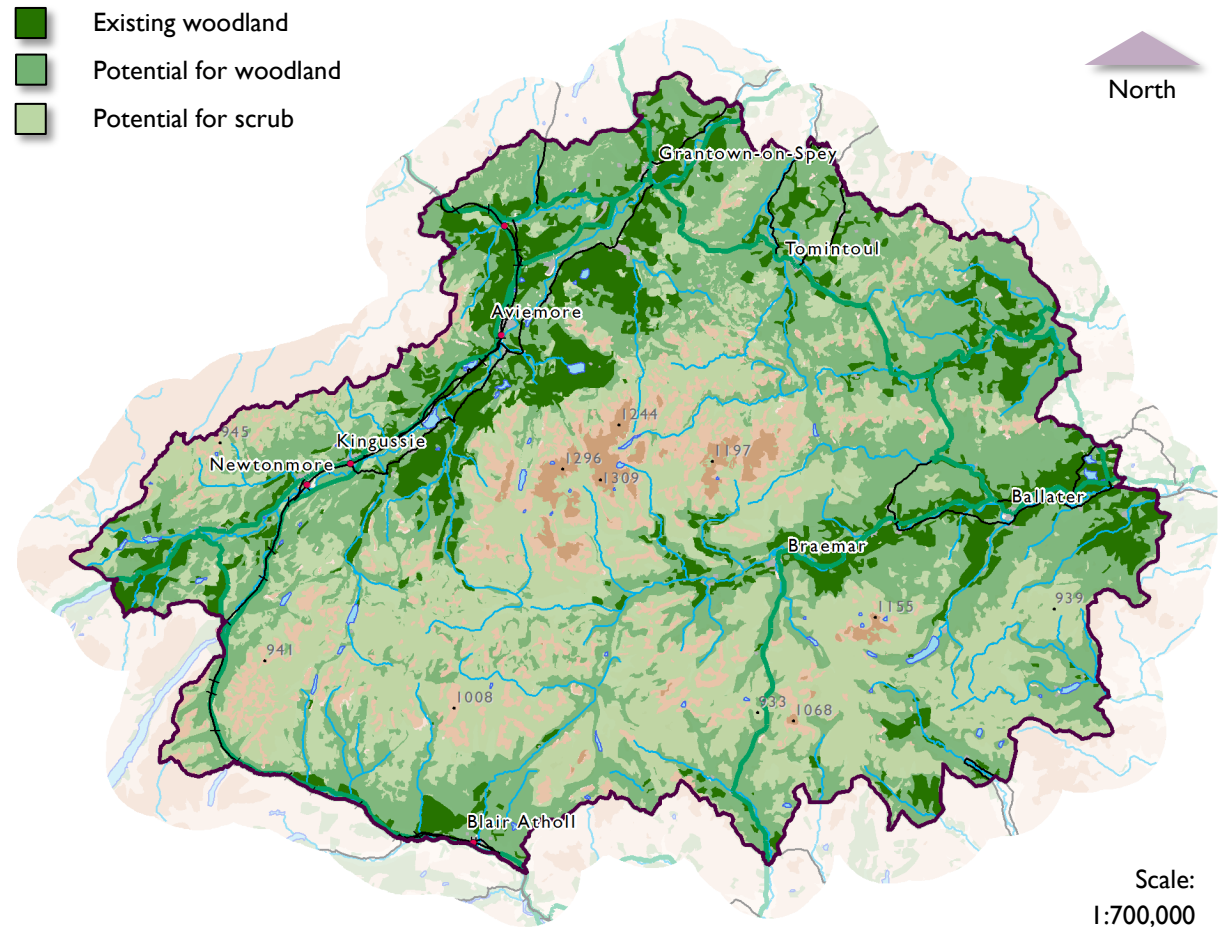 Existing woodland
Potential for woodland
Potential for scrub
North
Grantown-on-Spey
Tomintoul
Aviemore
1244
945
Kingussie
1197
Newtonmore
1296
1309
Ballater
Braemar
939
1155
941
1008
933
1068
Blair Atholl
Scale:
1:700,000